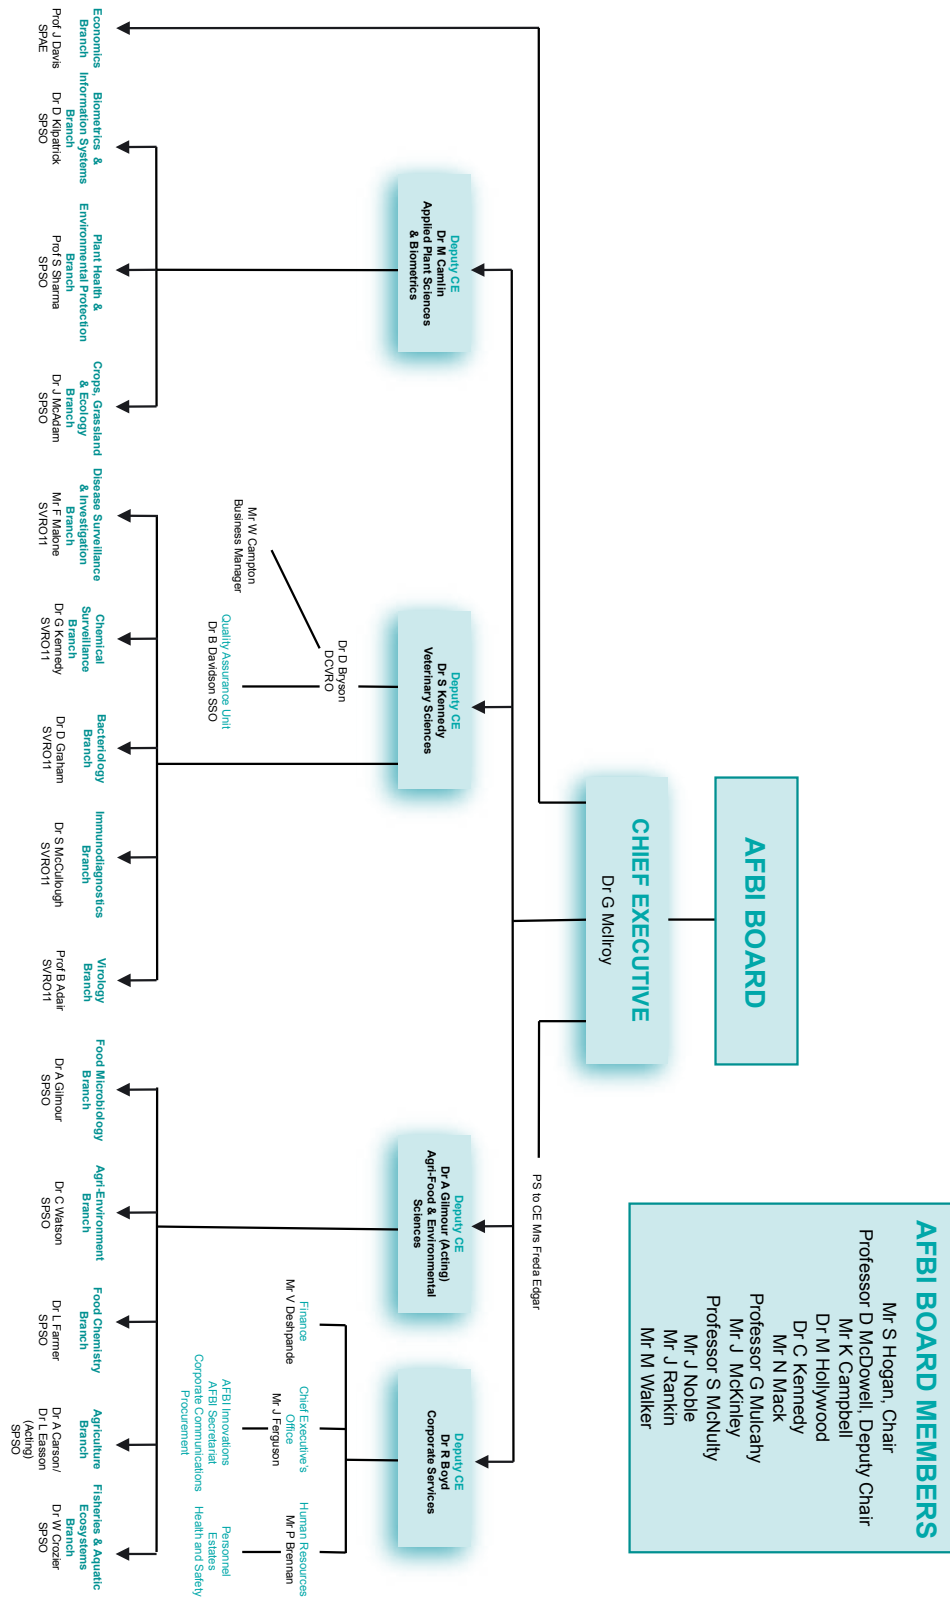 AFBI BOARD MEMBERS
Mr S Hogan, Chair
Professor D McDowell, Deputy Chair
Mr K Campbell
Dr M Hollywood
Dr C Kennedy
Mr N Mack
Professor G Mulcahy
Mr J McKinley
Professor S McNulty
Mr J Noble
Mr J Rankin
Mr M Walker
AFBI BOARD
CHIEF EXECUTIVE
Dr G McIlroy
PS to CE Mrs Freda Edgar
Deputy CE
Dr M Camlin
Applied Plant Sciences
& Biometrics
Deputy CE
Dr S Kennedy
Veterinary Sciences
Deputy CE
Dr A Gilmour (Acting)
Agri-Food & Environmental
Sciences
Deputy CE
Dr R Boyd
Corporate Services
Dr D Bryson
DCVRO
Mr W Campton
Business Manager
Quality Assurance Unit
Dr B Davidson SSO
Finance
Mr V Deshpande
Chief Executive's
Office
Mr J Ferguson
Human Resources
Mr P Brennan
AFBI Innovations
AFBI Secretariat
Corporate Communications
Procurement
Personnel
Estates
Health and Safety
Economics
Branch
Prof J Davis
SPAE
Biometrics &
Information Systems
Branch
Dr D Kilpatrick
SPSO
Plant Health &
Environmental Protection
Branch
Prof S Sharma
SPSO
Crops, Grassland
& Ecology
Branch
Dr J McAdam
SPSO
Disease Surveillance
& Investigation
Branch
Mr F Malone
SVRO11
Chemical
Surveillance
Branch
Dr G Kennedy
SVRO11
Bacteriology
Branch
Dr D Graham
SVRO11
Immunodiagnostics
Branch
Dr S McCullough
SVRO11
Virology
Branch
Prof B Adair
SVRO11
Food Microbiology
Branch
Dr A Gilmour
SPSO
Agri-Environment
Branch
Dr C Watson
SPSO
Food Chemistry
Branch
Dr L Farmer
SPSO
Agriculture
Branch
Dr A Carson/
Dr L Easson
(Acting)
SPSO
Fisheries & Aquatic
Ecosystems
Branch
Dr W Crozier
SPSO